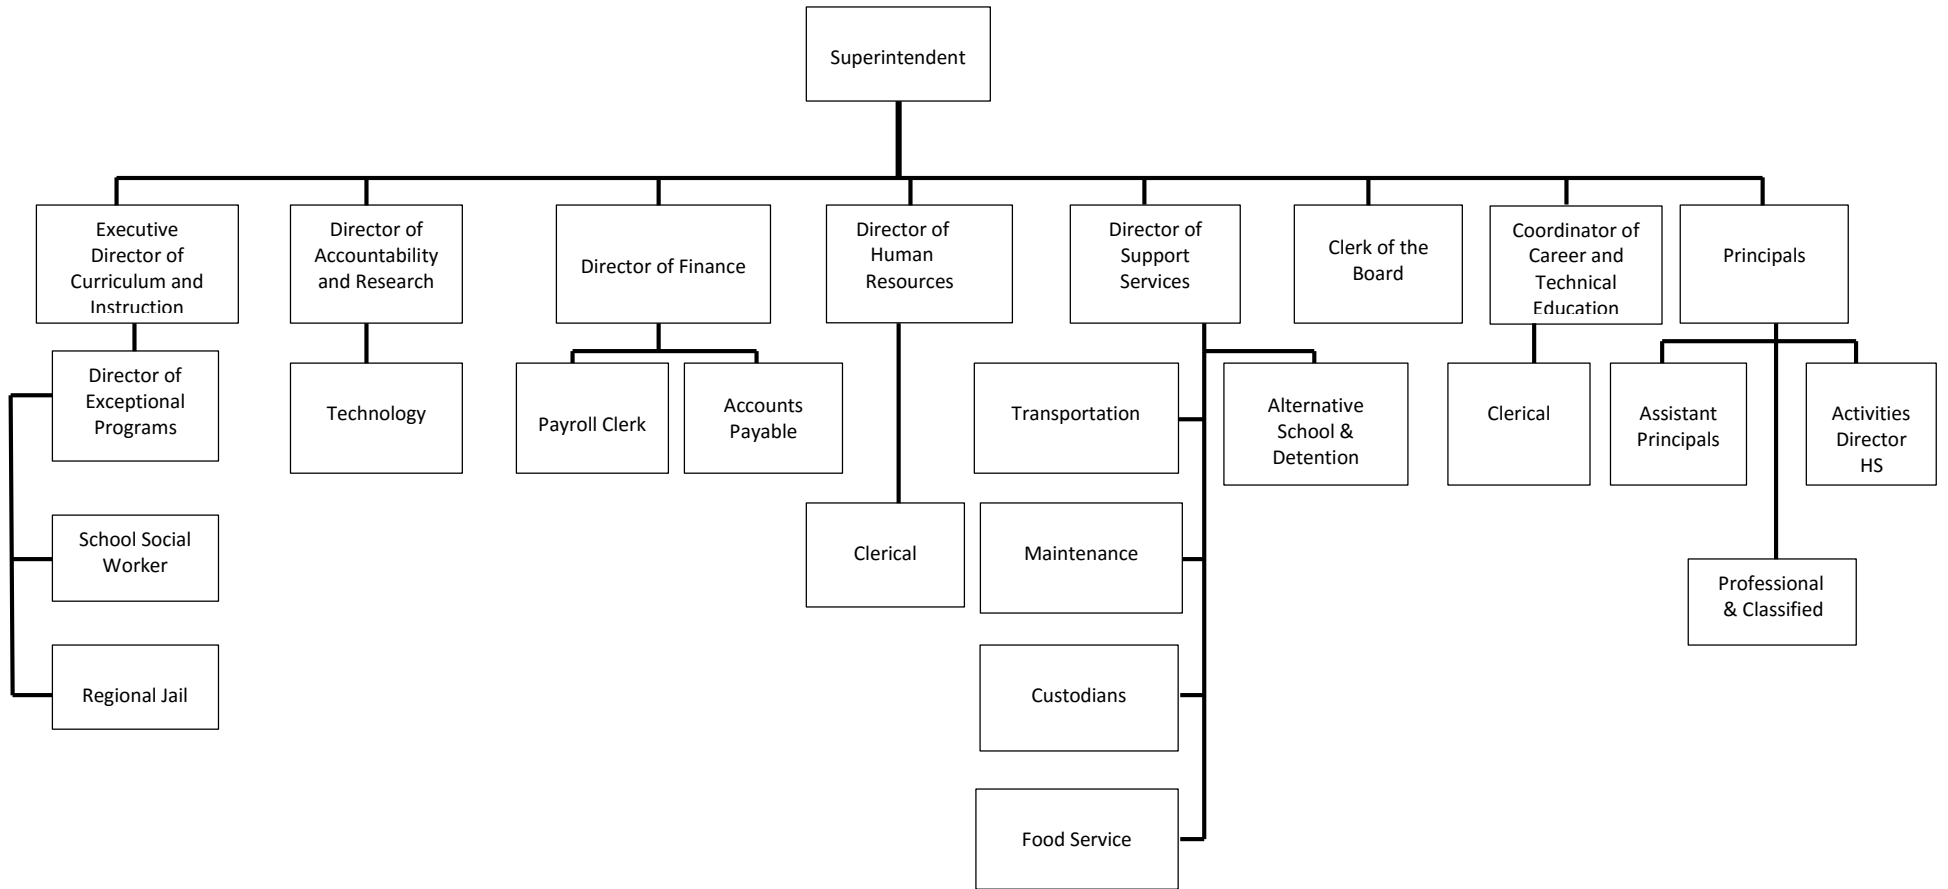 Superintendent
Executive
Director of
Curriculum and
Instruction
Director of
Accountability
and Research
Director of Finance
Director of
Human
Resources
Director of
Support
Services
Clerk of the
Board
Coordinator of
Career and
Technical
Education
Principals
Director of
Exceptional
Programs
Technology
Payroll Clerk
Accounts
Payable
Transportation
Alternative
School &
Detention
Clerical
Assistant
Principals
Activities
Director
HS
School Social
Worker
Clerical
Maintenance
Professional
& Classified
Regional Jail
Custodians
Food Service